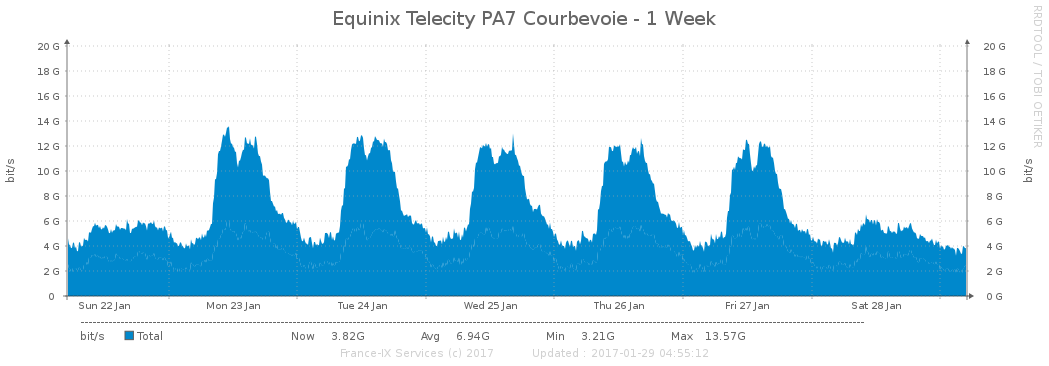 Equinix Telecity PA7 Courbevoie - 1 Week
RRDTOOL / TOBI OETIKER
20 G 20 G
18 G 18 G
16 G 16 G
14 G 14 G
12 G 12 G
10 G 10 G
8 G 8 G
6 G 6 G
4 G 4 G
2 G 2 G
0 0 G
bit/s bit/s
Sun 22 Jan Mon 23 Jan Tue 24 Jan Wed 25 Jan Thu 26 Jan Fri 27 Jan Sat 28 Jan
bit/s Total Now 3.82G Avg 6.94G Min 3.21G Max 13.57G
France-IX Services (c) 2017 Updated : 2017-01-29 04:55:12